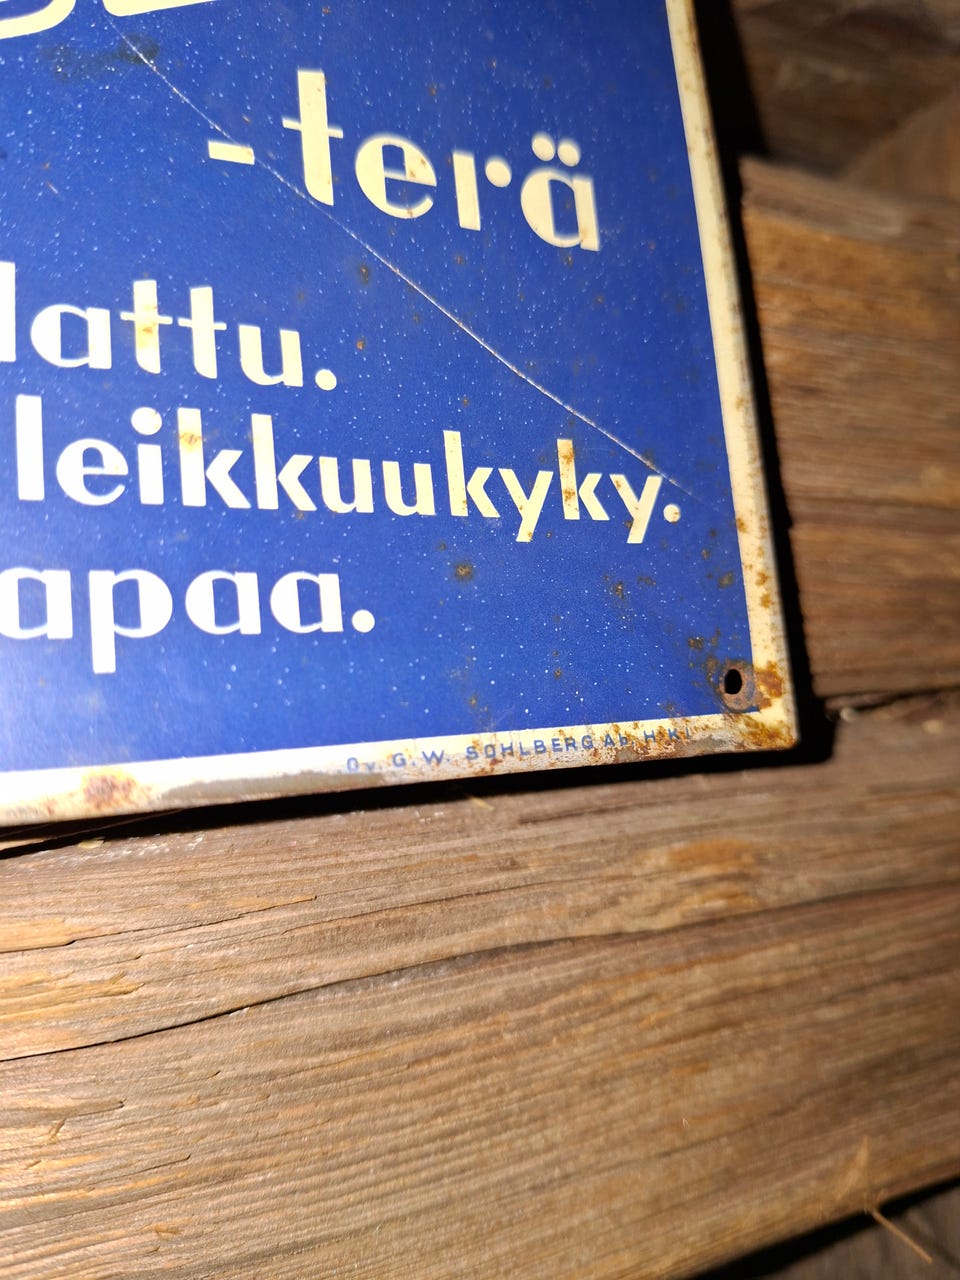 -terä
lattu.
leikkuukyky.
apaa.
Oy. G.W. SOHLBERG Ab H:KI